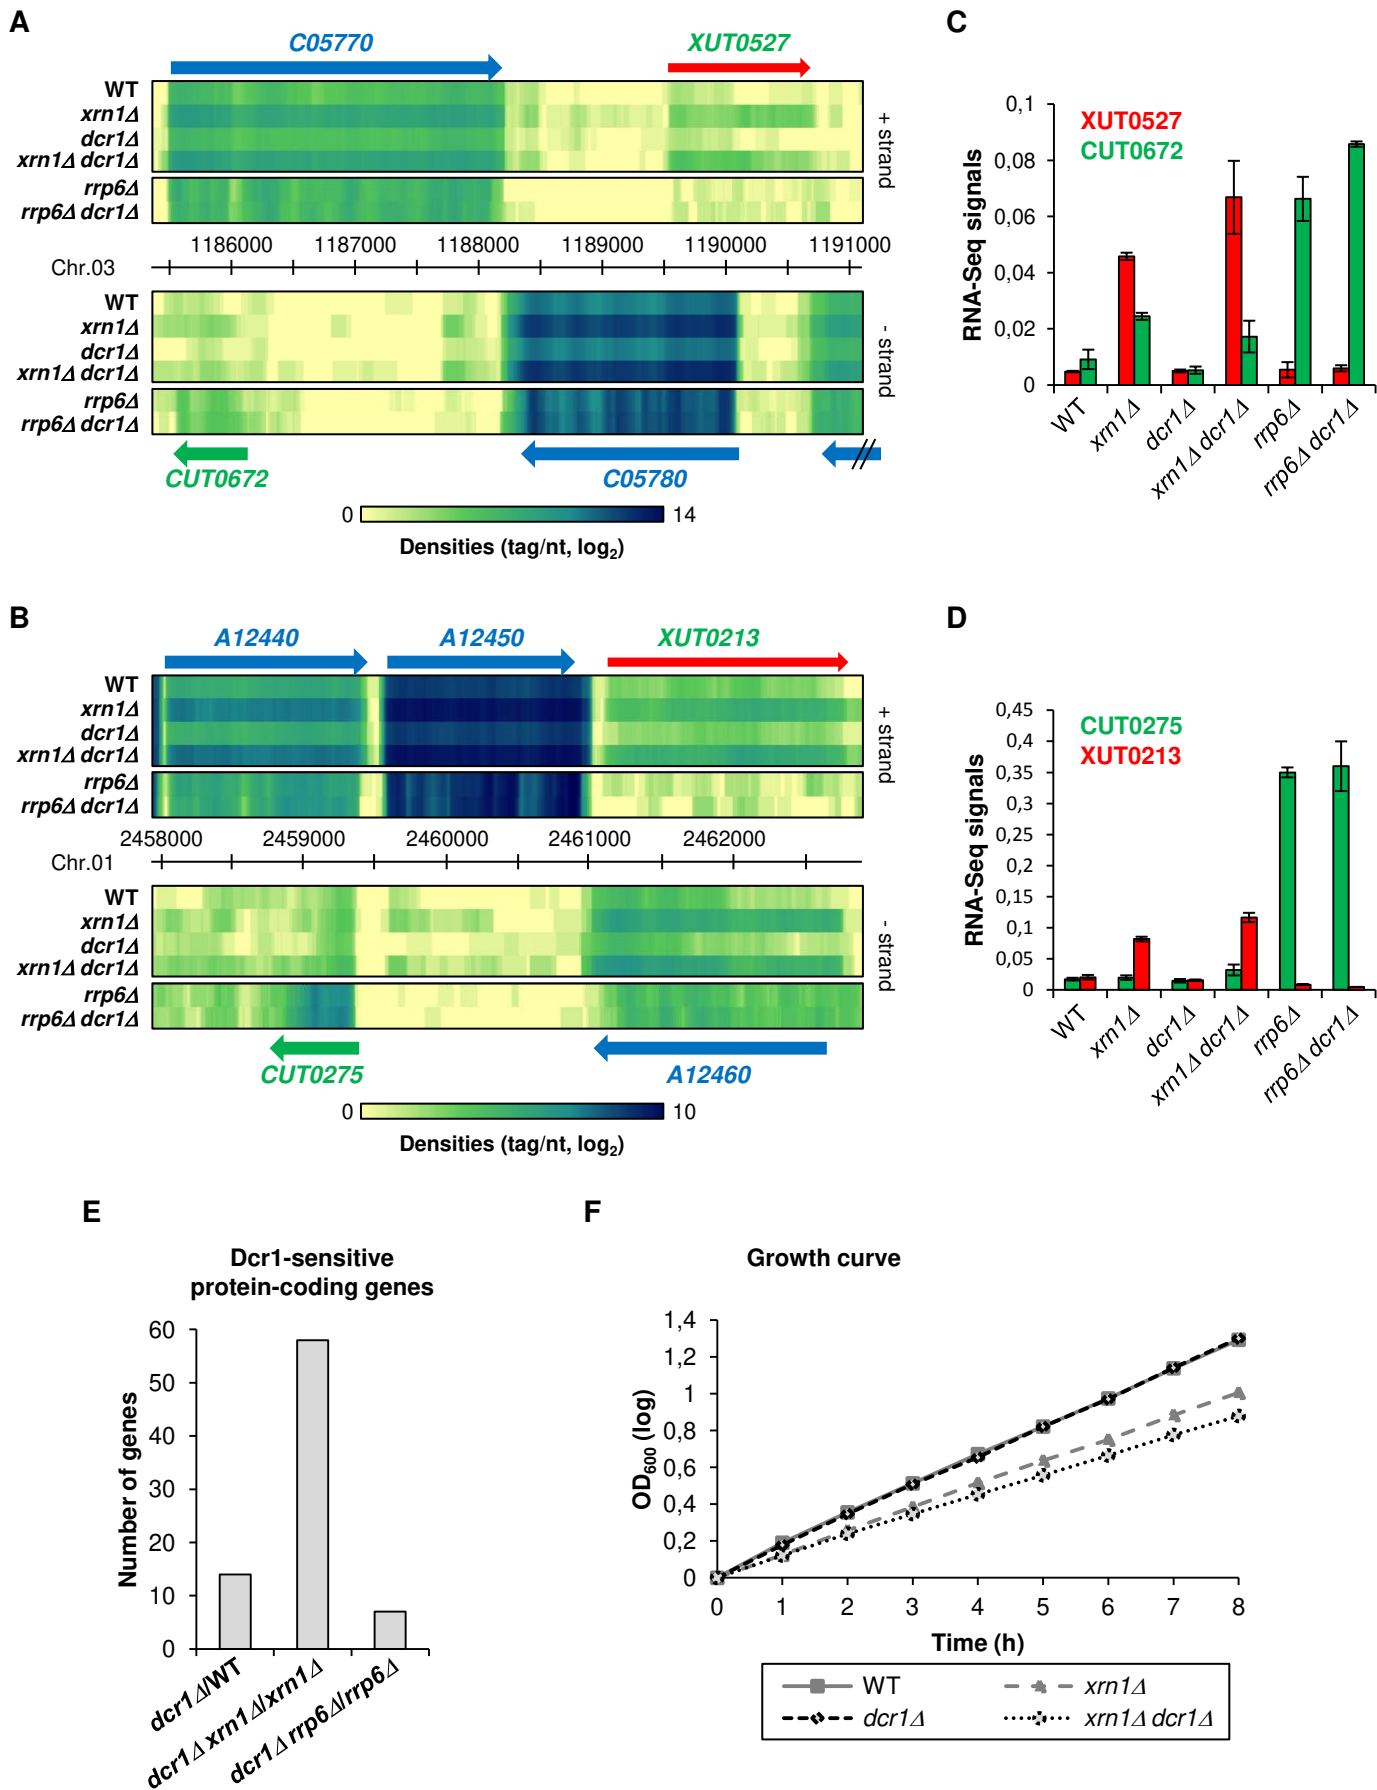 A
C05770
XUT0527
WT
xrn1Δ
dcr1Δ
xrn1Δ dcr1Δ
rrp6Δ
rrp6Δ dcr1Δ
+ strand
1186000 1187000 1188000 1189000 1190000 1191000
Chr.03
WT
xrn1Δ
dcr1Δ
xrn1Δ dcr1Δ
rrp6Δ
rrp6Δ dcr1Δ
- strand
CUT0672
C05780
0 14
Densities (tag/nt, log2)
B
A12440
A12450
XUT0213
WT
xrn1Δ
dcr1Δ
xrn1Δ dcr1Δ
rrp6Δ
rrp6Δ dcr1Δ
+ strand
2458000 2459000 2460000 2461000 2462000
Chr.01
WT
xrn1Δ
dcr1Δ
xrn1Δ dcr1Δ
rrp6Δ
rrp6Δ dcr1Δ
- strand
CUT0275
A12460
0 10
Densities (tag/nt, log2)
C
RNA-Seq signals
0,1
0,08
0,06
0,04
0,02
0
XUT0527
CUT0672
WT
xrn1Δ
dcr1Δ
xrn1Δ dcr1Δ
rrp6Δ
rrp6Δ dcr1Δ
D
RNA-Seq signals
0,45
0,4
0,35
0,3
0,25
0,2
0,15
0,1
0,05
0
CUT0275
XUT0213
WT
xrn1Δ
dcr1Δ
xrn1Δ dcr1Δ
rrp6Δ
rrp6Δ dcr1Δ
E
Dcr1-sensitive
protein-coding genes
Number of genes
60
50
40
30
20
10
0
dcr1Δ/WT
dcr1Δ xrn1Δ/xrn1Δ
dcr1Δ rrp6Δ/rrp6Δ
F
Growth curve
OD600 (log)
1,4
1,2
1
0,8
0,6
0,4
0,2
0
0 1 2 3 4 5 6 7 8
Time (h)
WT
xrn1Δ
dcr1Δ
xrn1Δ dcr1Δ